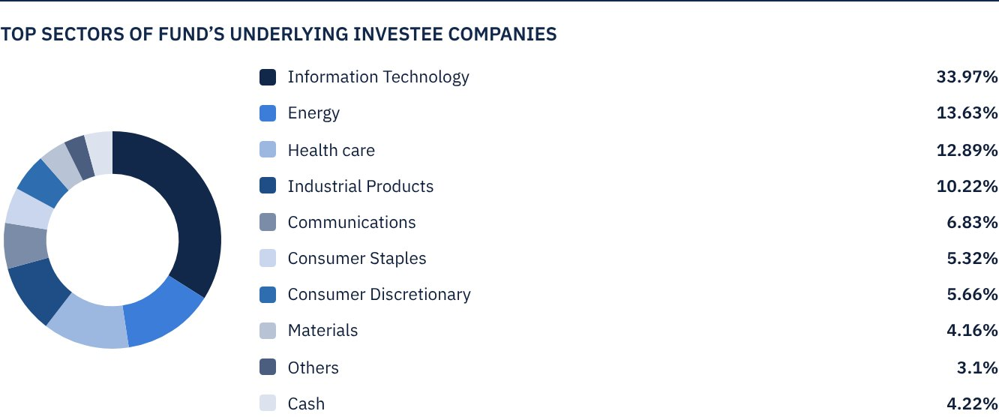 TOP SECTORS OF FUND’S UNDERLYING INVESTEE COMPANIES
Information Technology 33.97%
Energy 13.63%
Health care 12.89%
Industrial Products 10.22%
Communications 6.83%
Consumer Staples 5.32%
Consumer Discretionary 5.66%
Materials 4.16%
Others 3.1%
Cash 4.22%